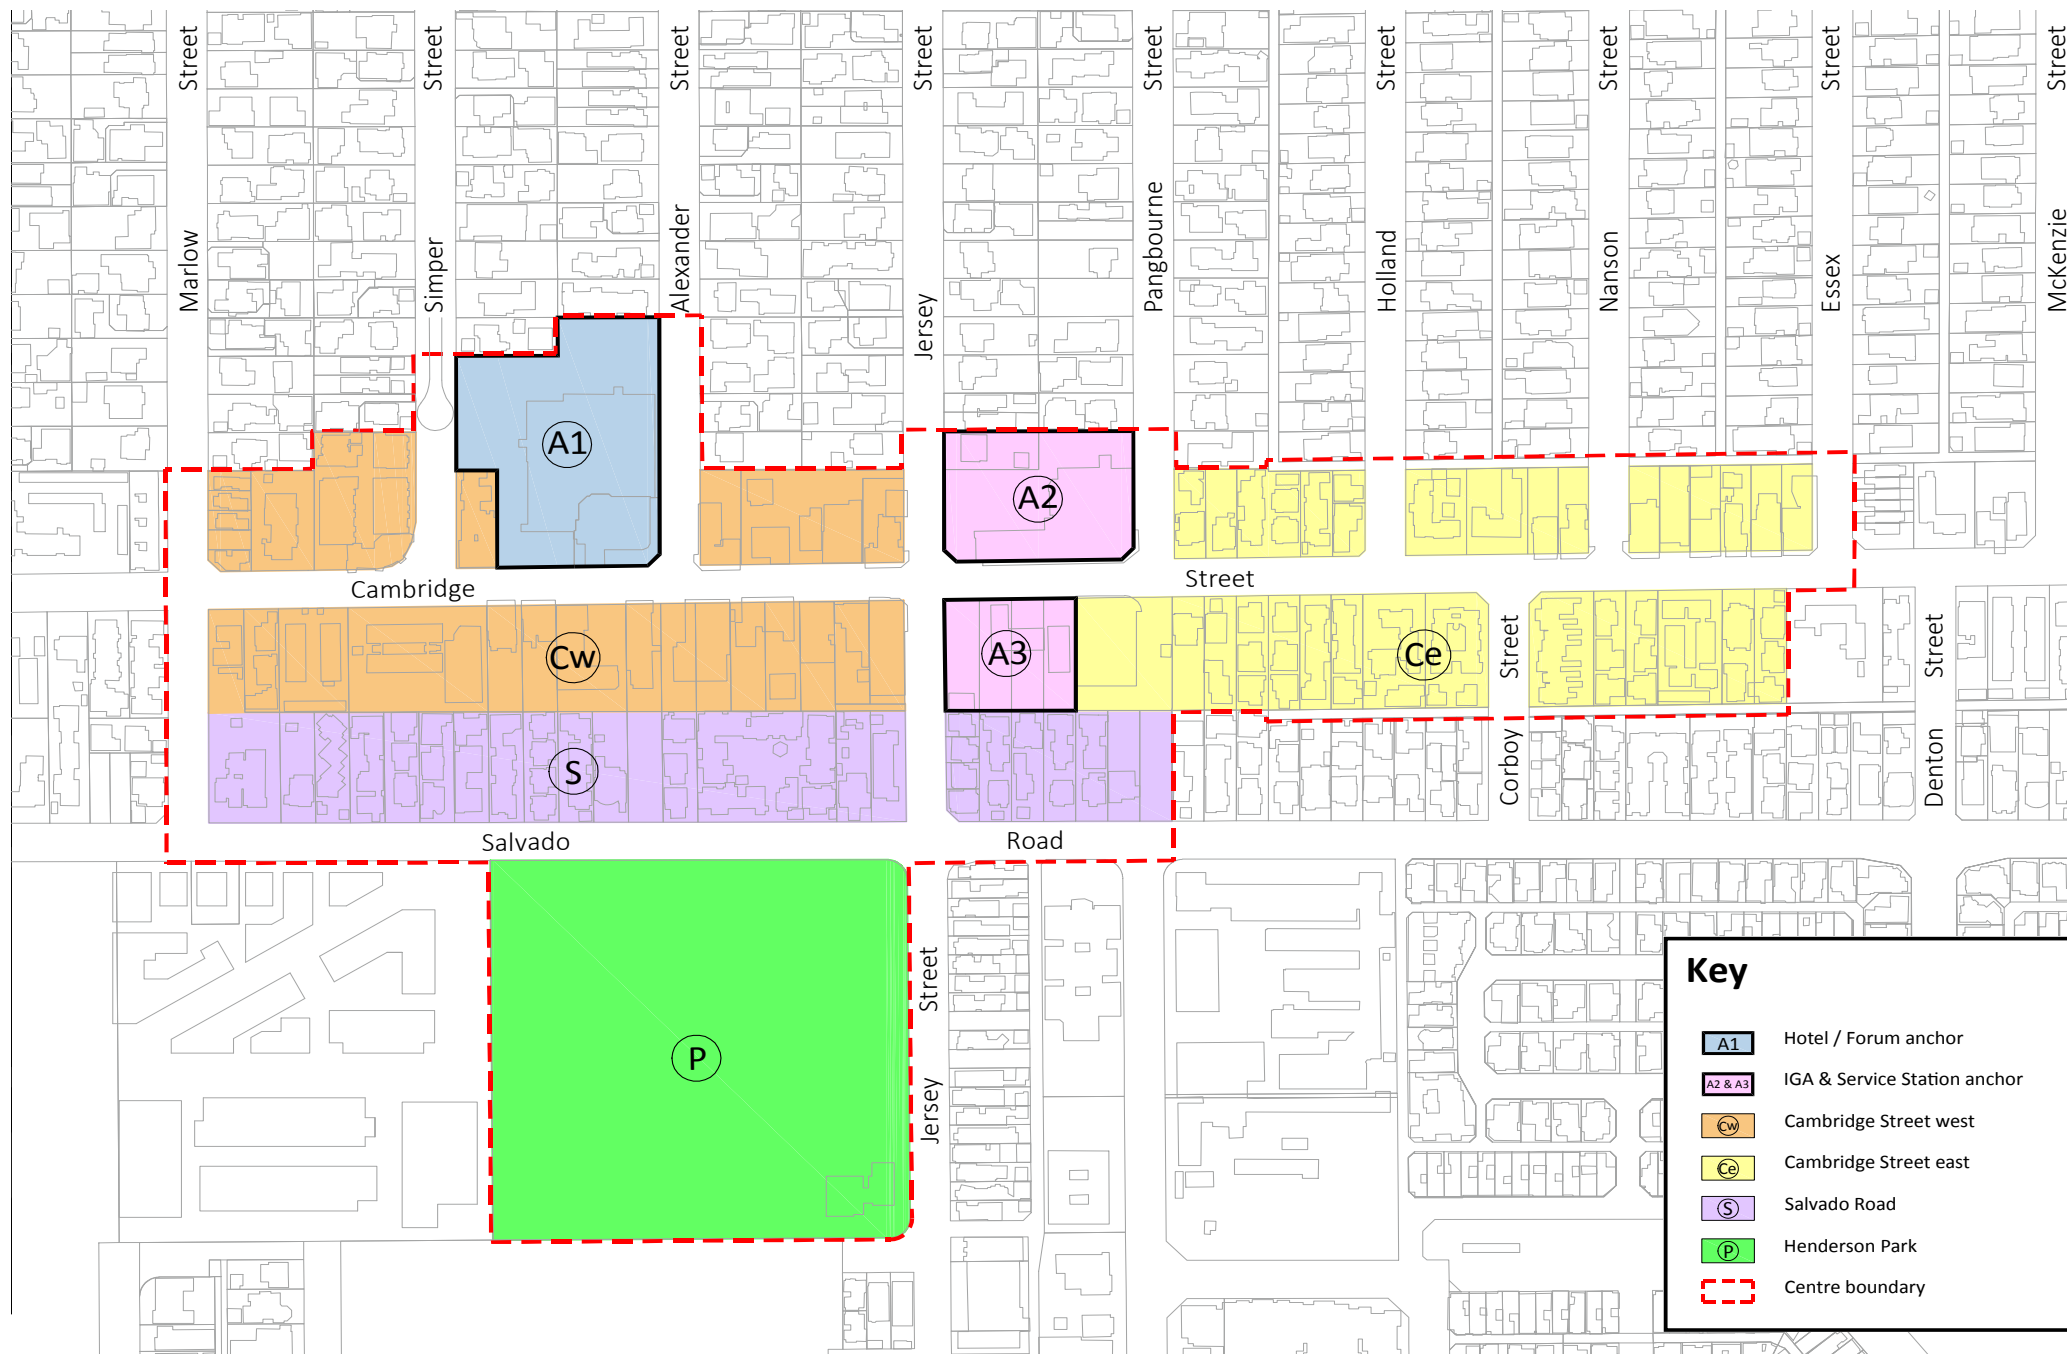 Street
Street
Street
Street
Street
Street
Street
Street
Street
Marlow
Simper
Alexander
Jersey
Pangbourne
Holland
Nanson
Essex
McKenzie
A1
A2
Cambridge
Street
Cw
A3
Ce
Street
Corboy
Street
Denton
S
Salvado
Road
P
Street
Jersey
Key
A1 Hotel / Forum anchor
A2 & A3 IGA & Service Station anchor
Cw Cambridge Street west
Ce Cambridge Street east
S Salvado Road
P Henderson Park
Centre boundary